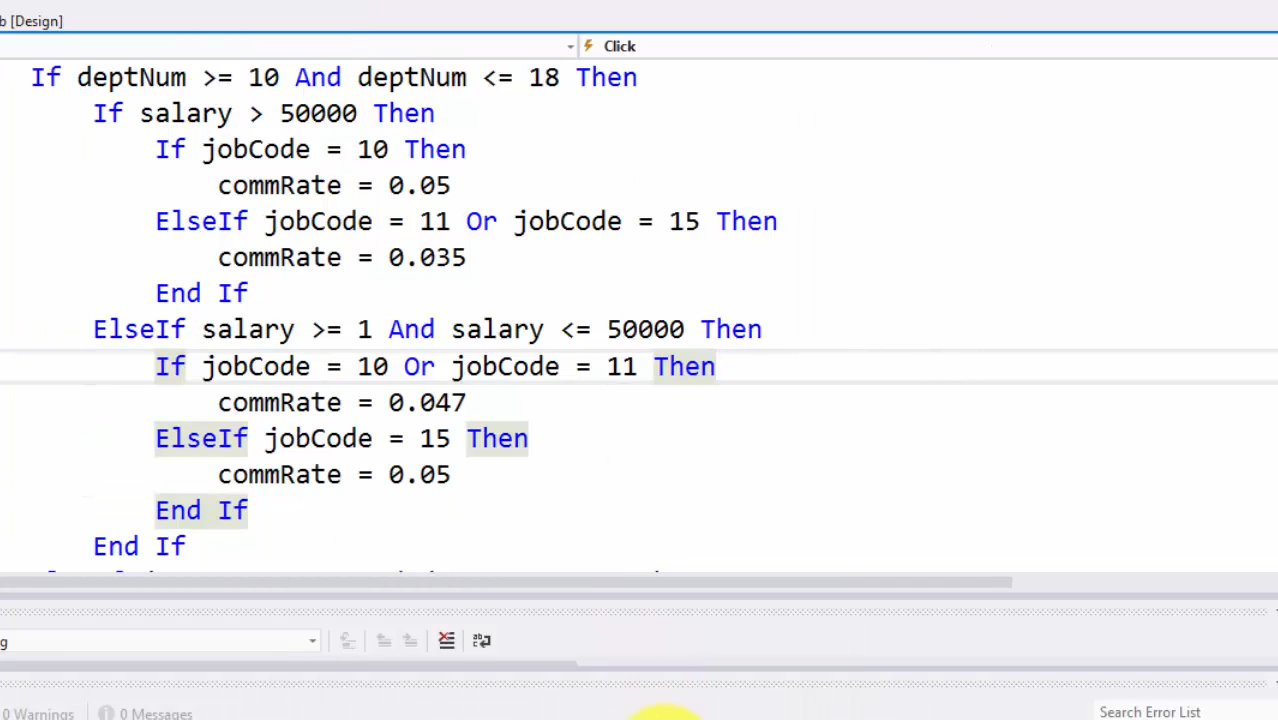 b [Design]
Click
If deptNum >= 10 And deptNum <= 18 Then
If salary > 50000 Then
If jobCode = 10 Then
commRate = 0.05
ElseIf jobCode = 11 Or jobCode = 15 Then
commRate = 0.035
End If
ElseIf salary >= 1 And salary <= 50000 Then
If jobCode = 10 Or jobCode = 11 Then
commRate = 0.047
ElseIf jobCode = 15 Then
commRate = 0.05
End If
End If
g
0 Warnings 0 Messages
Search Error List